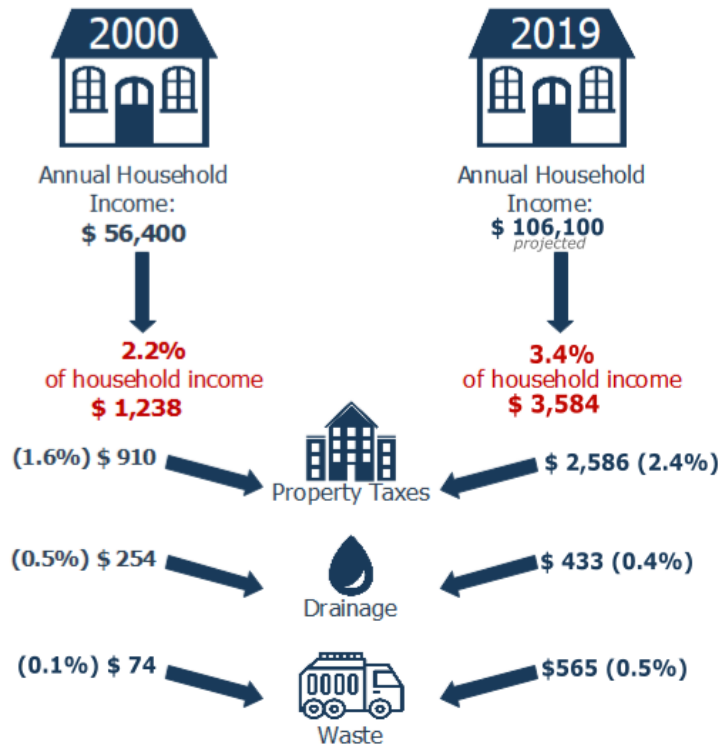 2000
Annual Household
Income:
$ 56,400
2.2%
of household income
$ 1,238
2019
Annual Household
Income:
$ 106,100
projected
3.4%
of household income
$ 3,584
(1.6%) $ 910
Property Taxes
$ 2,586 (2.4%)
(0.5%) $ 254
Drainage
$ 433 (0.4%)
(0.1%) $ 74
Waste
$565 (0.5%)